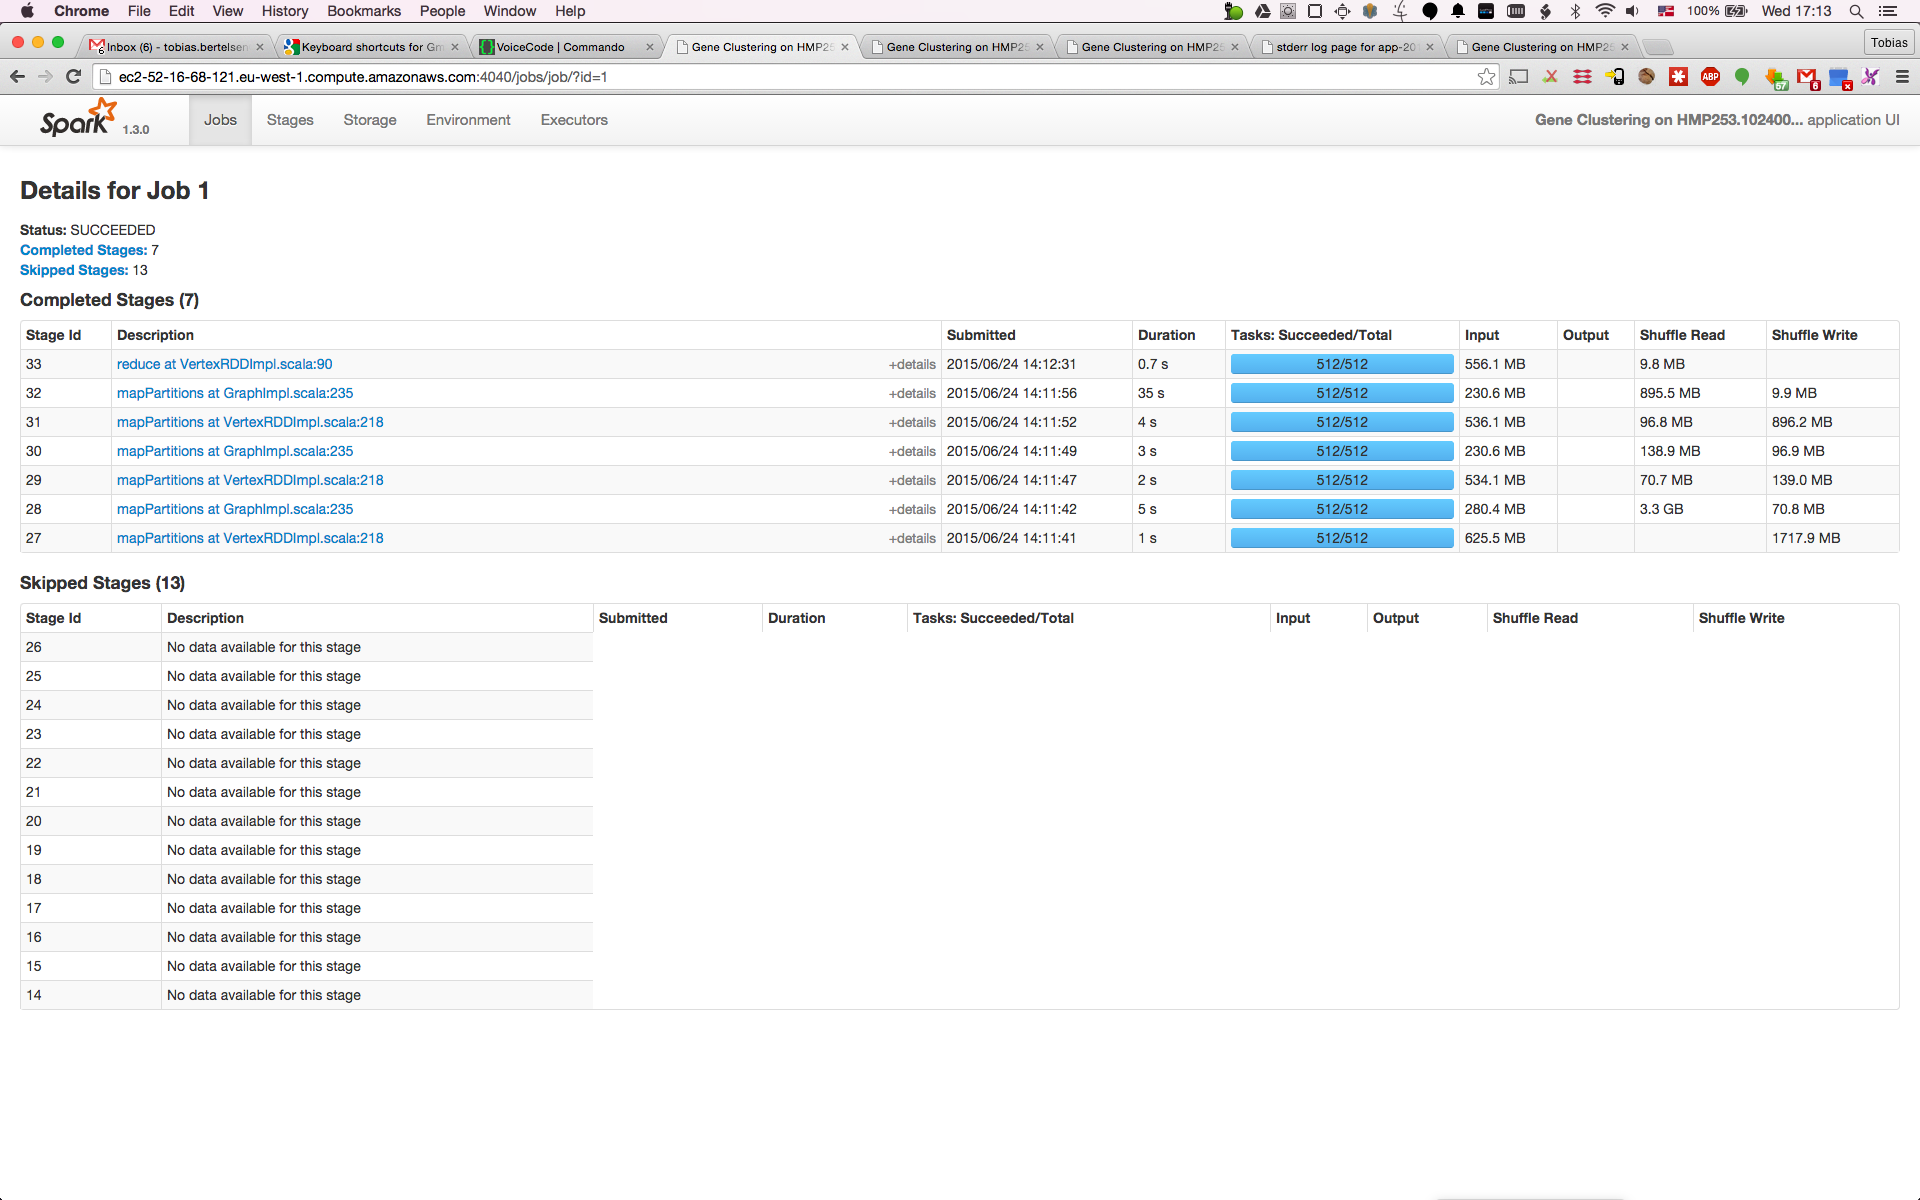 Chrome File Edit View History Bookmarks People Window Help 100% Wed 17:13
Inbox (6) - tobias.bertelsen Keyboard shortcuts for Gm VoiceCode | Commando Gene Clustering on HMP25 Gene Clustering on HMP25 Gene Clustering on HMP25 stderr log page for app-20 Gene Clustering on HMP25 Tobias
ec2-52-16-68-121.eu-west-1.compute.amazonaws.com:4040/jobs/job/?id=1
Spark 1.3.0 Jobs Stages Storage Environment Executors Gene Clustering on HMP253.102400... application UI
Details for Job 1
Status: SUCCEEDED
Completed Stages: 7
Skipped Stages: 13
Completed Stages (7)
Stage Id Description Submitted Duration Tasks: Succeeded/Total Input Output Shuffle Read Shuffle Write
33 reduce at VertexRDDImpl.scala:90 +details 2015/06/24 14:12:31 0.7 s 512/512 556.1 MB 9.8 MB
32 mapPartitions at GraphImpl.scala:235 +details 2015/06/24 14:11:56 35 s 512/512 230.6 MB 895.5 MB 9.9 MB
31 mapPartitions at VertexRDDImpl.scala:218 +details 2015/06/24 14:11:52 4 s 512/512 536.1 MB 96.8 MB 896.2 MB
30 mapPartitions at GraphImpl.scala:235 +details 2015/06/24 14:11:49 3 s 512/512 230.6 MB 138.9 MB 96.9 MB
29 mapPartitions at VertexRDDImpl.scala:218 +details 2015/06/24 14:11:47 2 s 512/512 534.1 MB 70.7 MB 139.0 MB
28 mapPartitions at GraphImpl.scala:235 +details 2015/06/24 14:11:42 5 s 512/512 280.4 MB 3.3 GB 70.8 MB
27 mapPartitions at VertexRDDImpl.scala:218 +details 2015/06/24 14:11:41 1 s 512/512 625.5 MB 1717.9 MB
Skipped Stages (13)
Stage Id Description Submitted Duration Tasks: Succeeded/Total Input Output Shuffle Read Shuffle Write
26 No data available for this stage
25 No data available for this stage
24 No data available for this stage
23 No data available for this stage
22 No data available for this stage
21 No data available for this stage
20 No data available for this stage
19 No data available for this stage
18 No data available for this stage
17 No data available for this stage
16 No data available for this stage
15 No data available for this stage
14 No data available for this stage